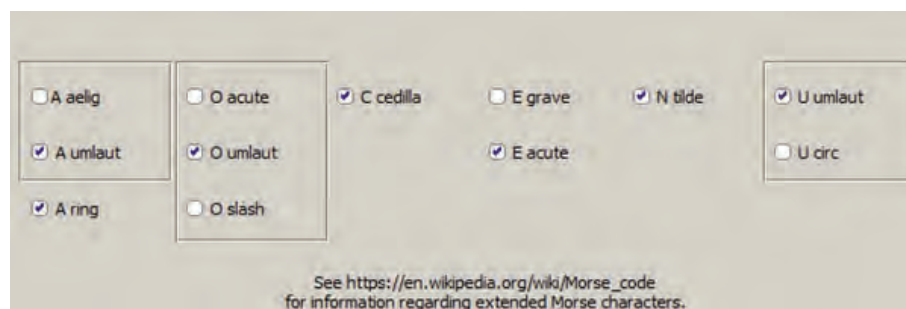 A aelig
O acute
C cedilla
E grave
N tilde
U umlaut
A umlaut
O umlaut
E acute
U circ
A ring
O slash
See https://en.wikipedia.org/wiki/Morse_code
for information regarding extended Morse characters.